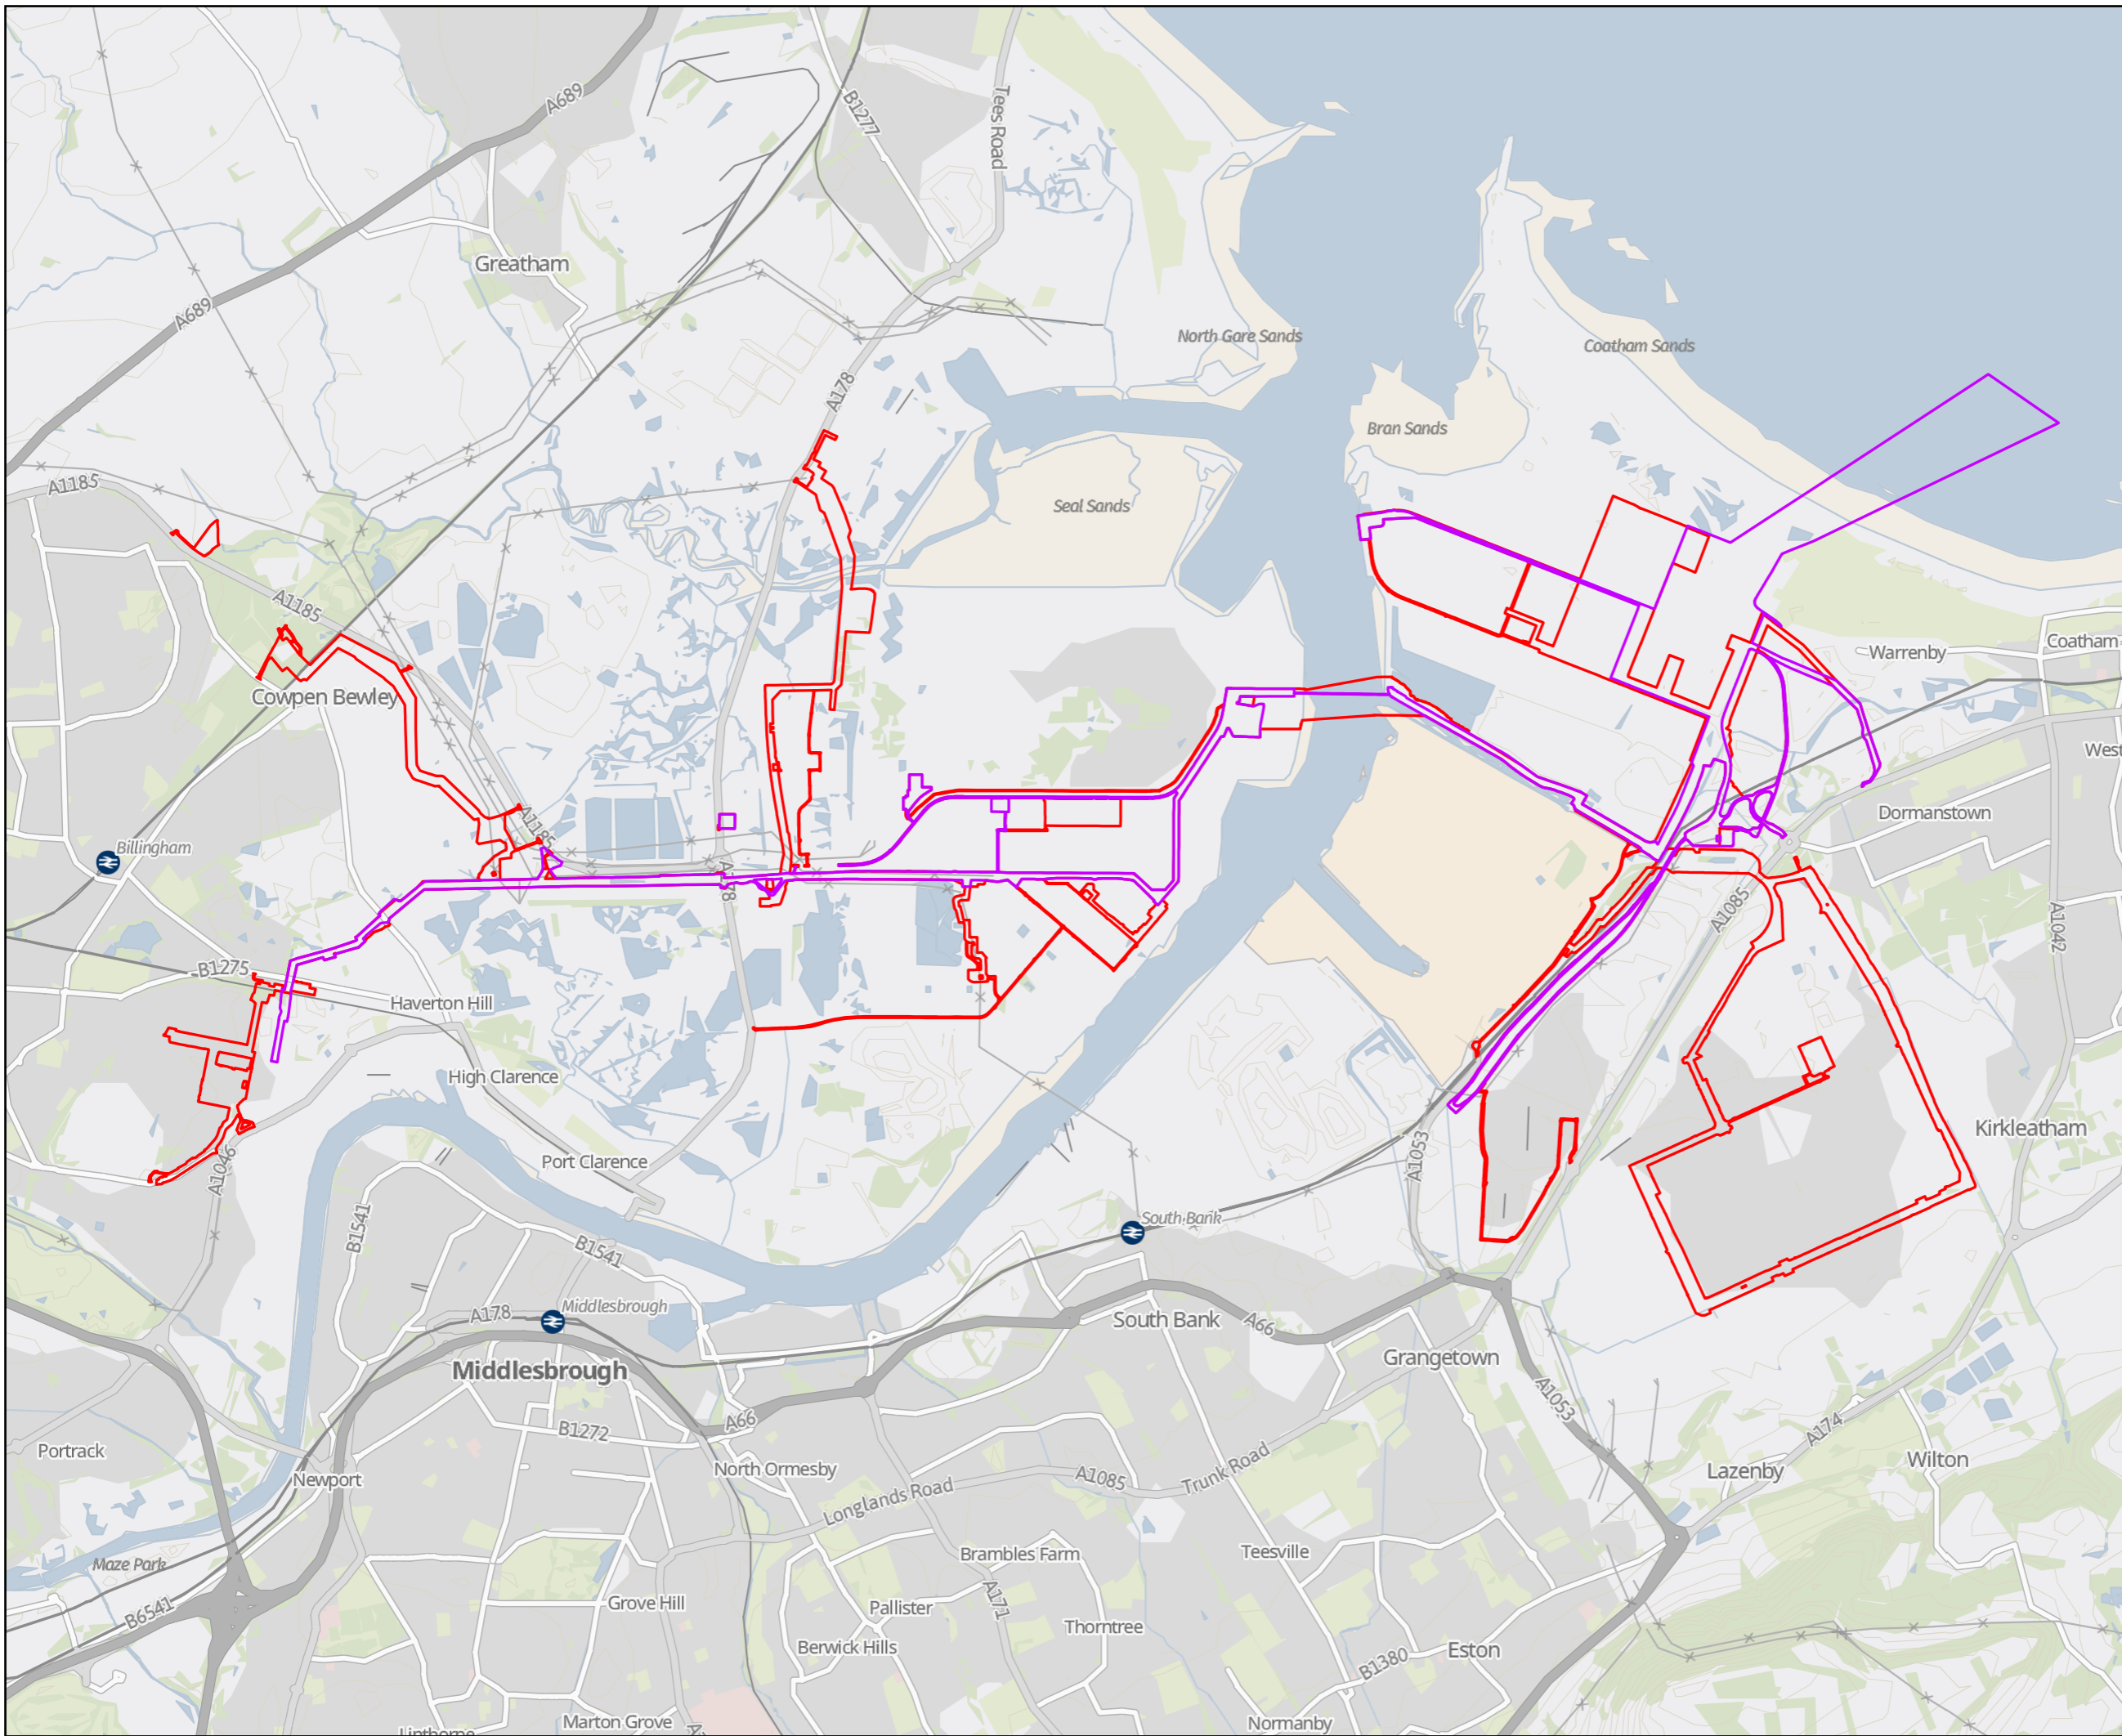 A689
B1277
Tees Road
Greatham
A689
North Gare Sands
Coatham Sands
A178
Bran Sands
A1185
Seal Sands
A1185
Coatham
Warrenby
Cowpen Bewley
West
Dormanstown
A1185
Billingham
A178
A1085
A1042
B1275
Haverton Hill
High Clarence
Kirkleatham
A1053
Port Clarence
A1046
B1541
South Bank
B1541
Middlesbrough
A178
South Bank
A66
Grangetown
Middlesbrough
A1053
A66
B1272
A174
Portrack
Newport
North Ormesby
Longlands Road
A1085
Trunk Road
Lazenby
Wilton
Maze Park
Brambles Farm
Teesville
B6541
Grove Hill
Pallister
A171
Thorntree
Berwick Hills
Eston
B1380
Marton Grove
Normanby